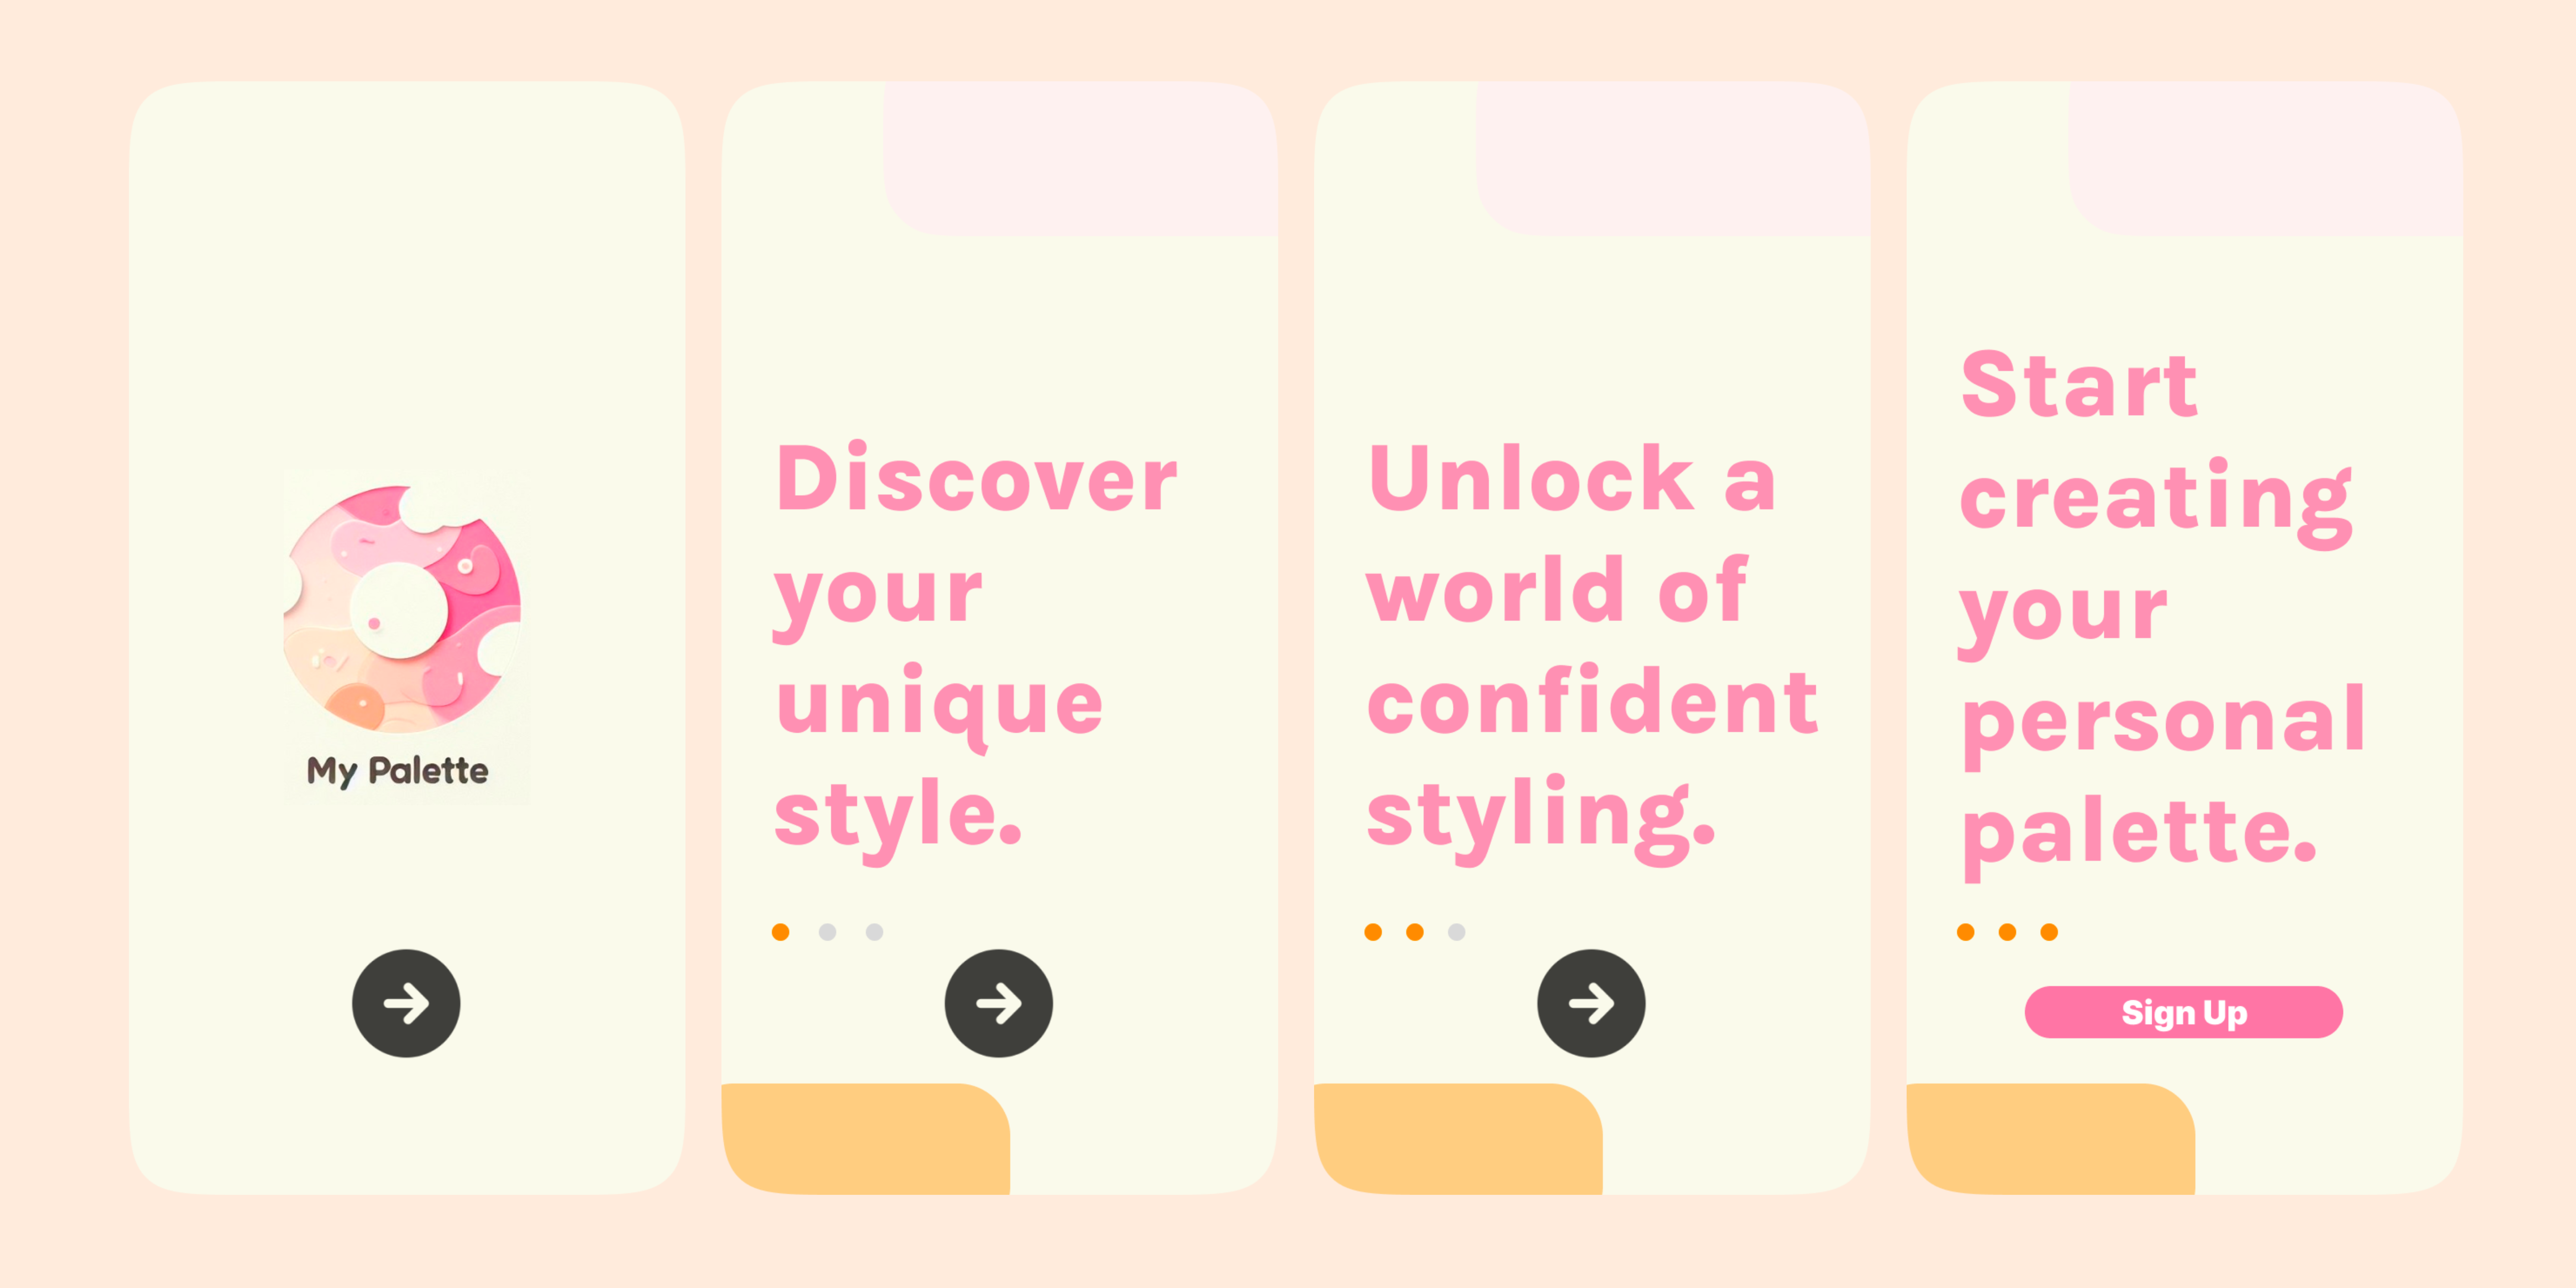 My Palette
Discover
your
unique
style.
Unlock a
world of
confident
styling.
Start
creating
your
personal
palette.
Sign Up